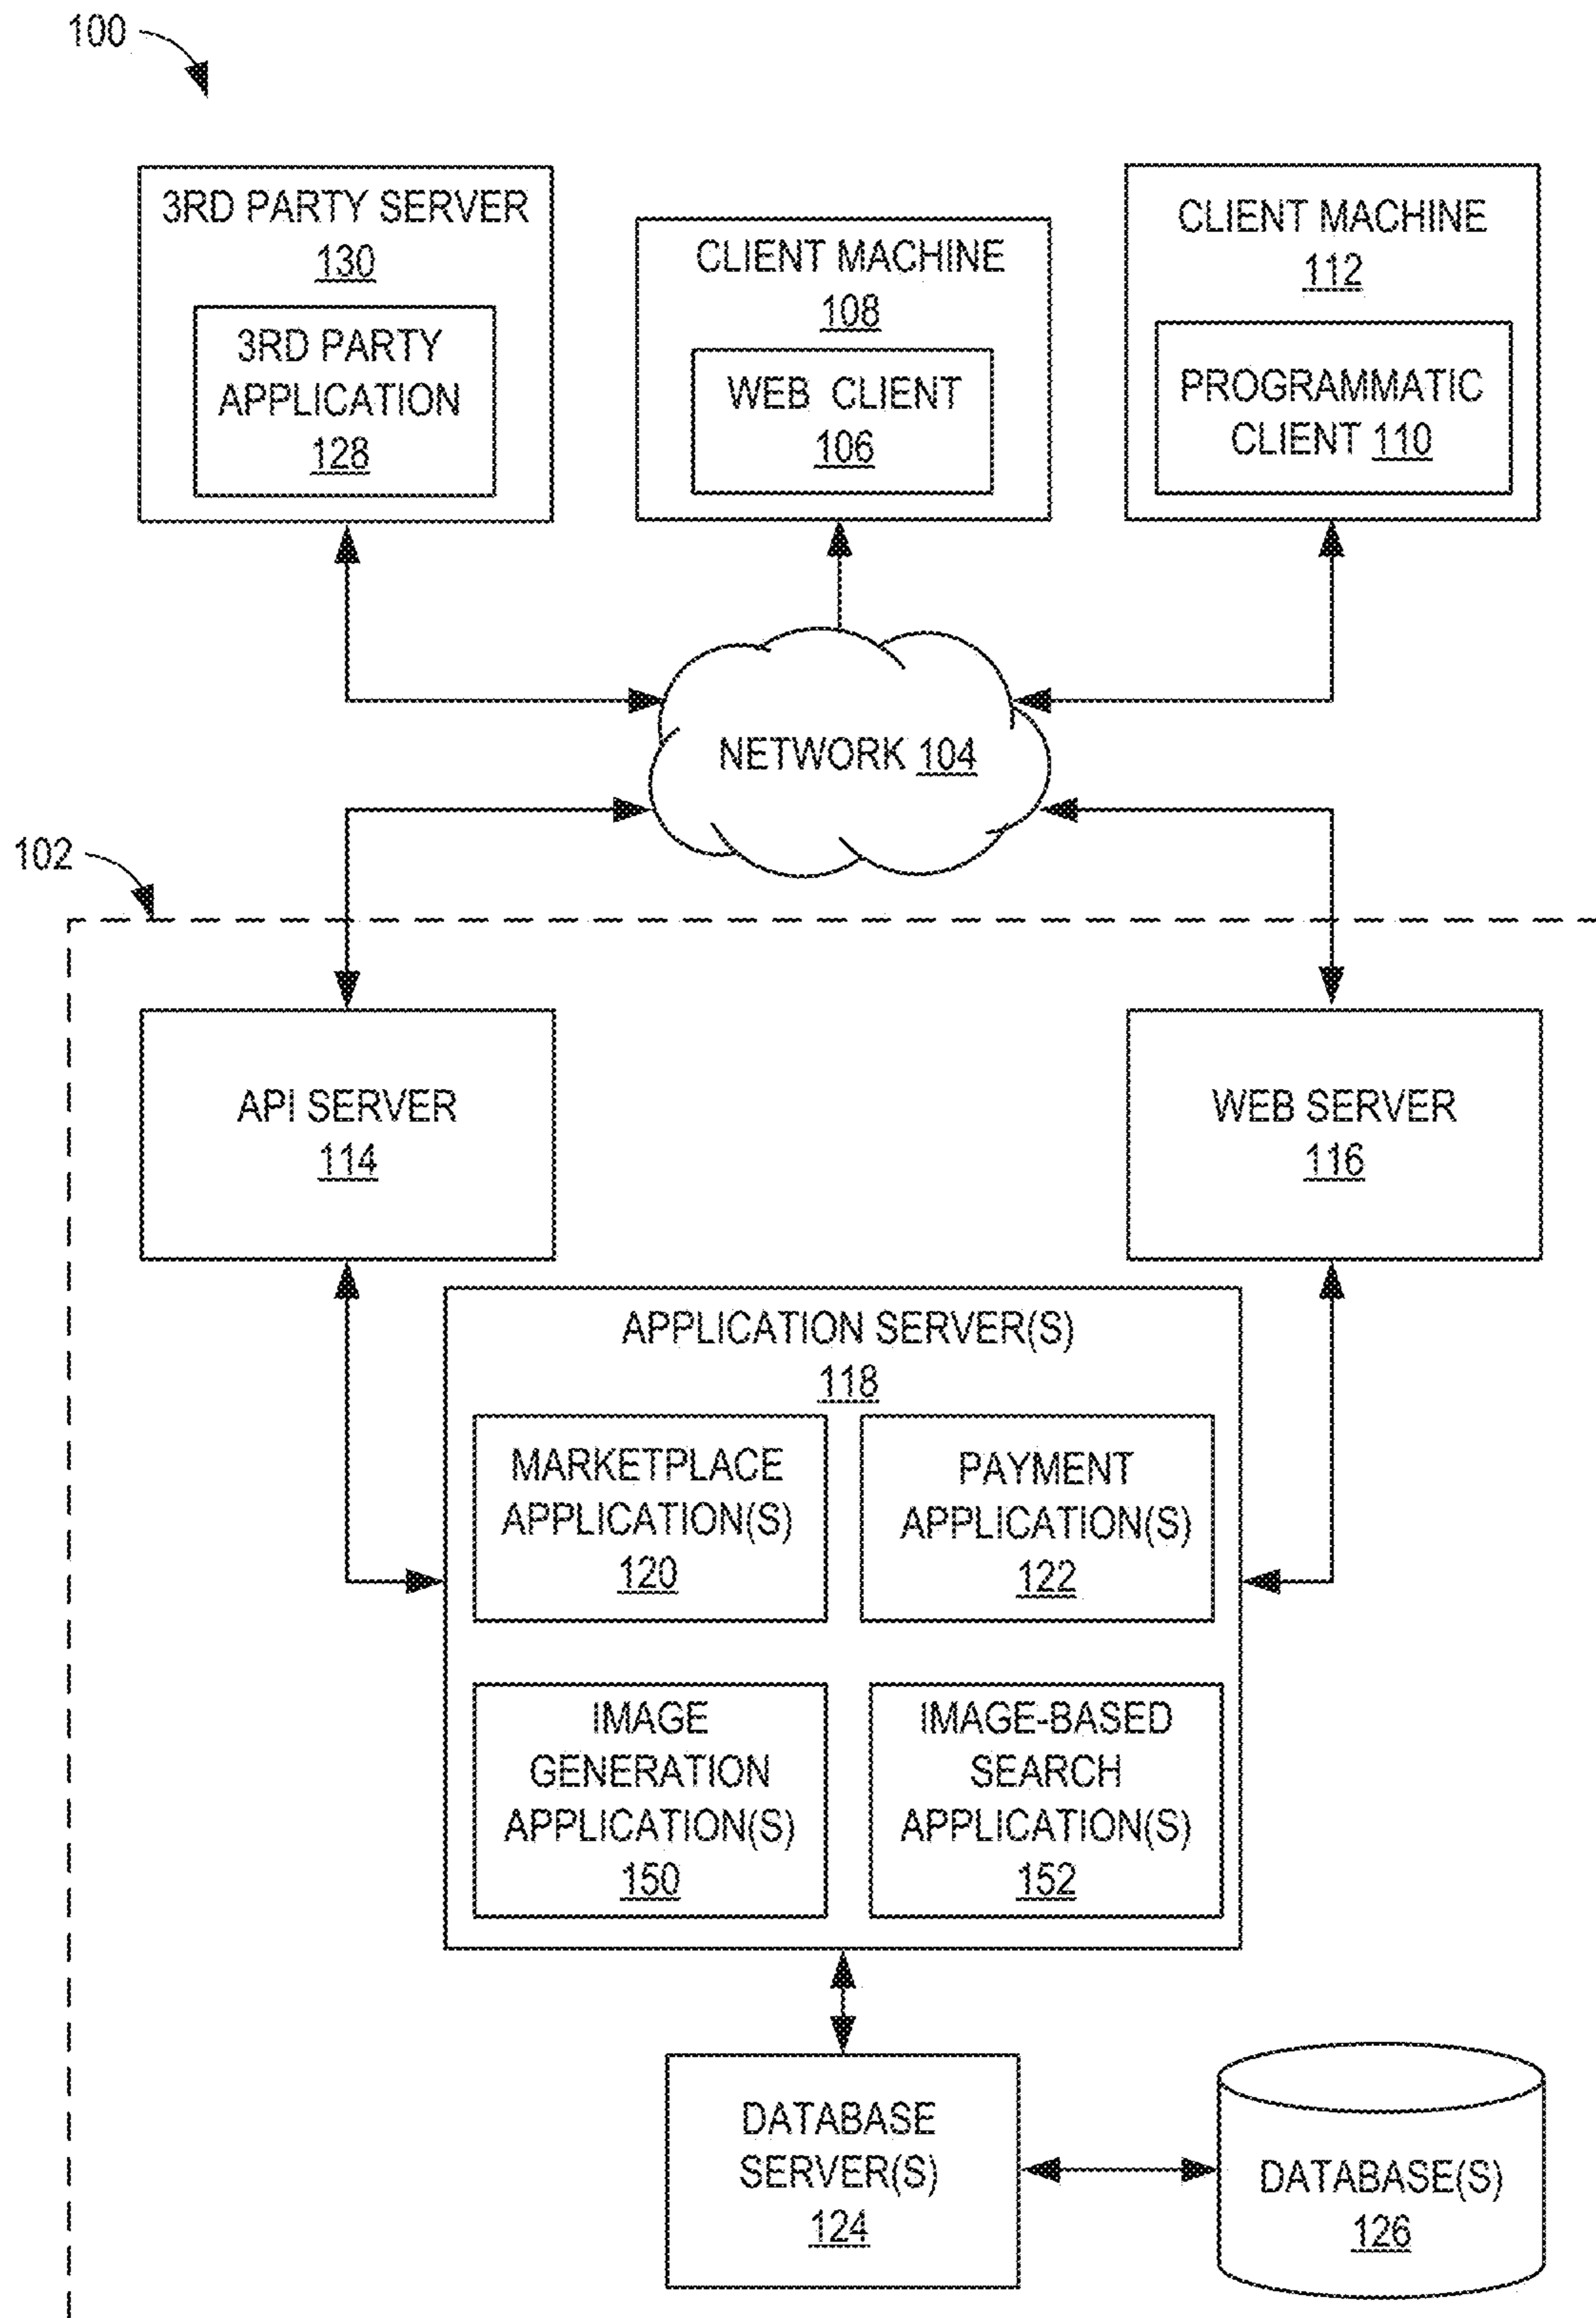 100
3RD PARTY SERVER
130
3RD PARTY
APPLICATION
128
CLIENT MACHINE
108
WEB CLIENT
106
CLIENT MACHINE
112
PROGRAMMATIC
CLIENT 110
NETWORK 104
102
API SERVER
114
WEB SERVER
116
APPLICATION SERVER(S)
118
MARKETPLACE
APPLICATION(S)
120
PAYMENT
APPLICATION(S)
122
IMAGE
GENERATION
APPLICATION(S)
150
IMAGE-BASED
SEARCH
APPLICATION(S)
152
DATABASE
SERVER(S)
124
DATABASE(S)
126